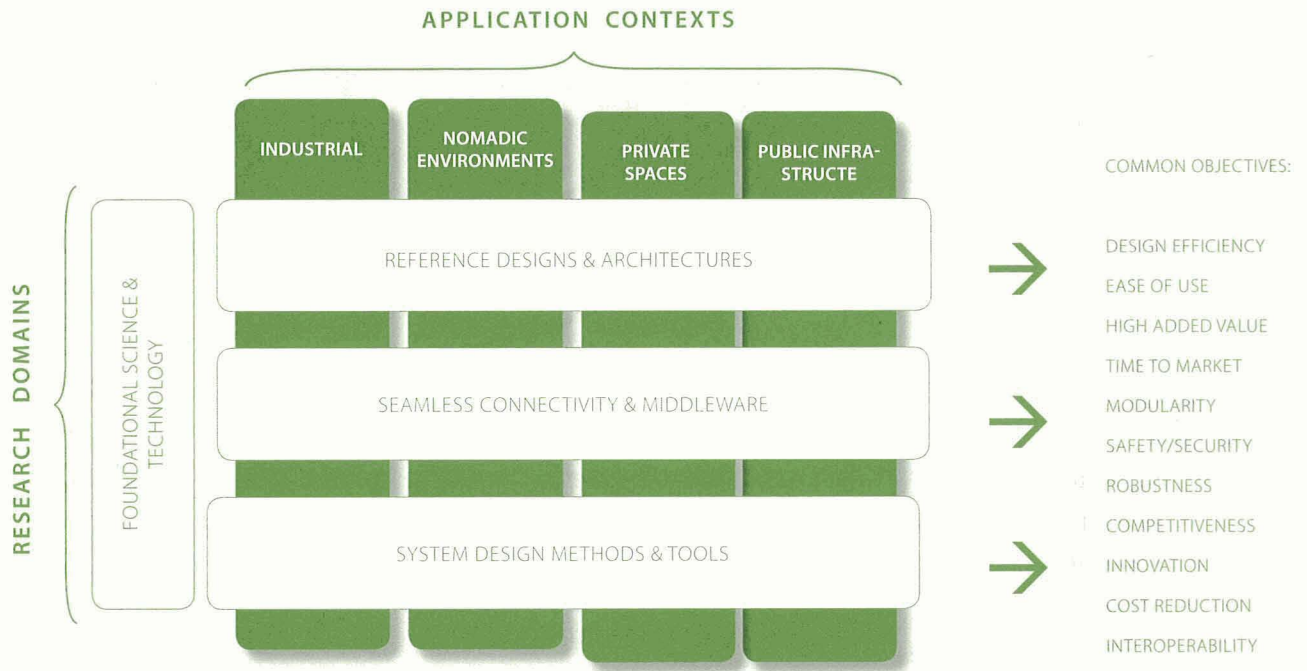 APPLICATION CONTEXTS
INDUSTRIAL
NOMADIC
ENVIRONMENTS
PRIVATE
SPACES
PUBLIC INFRA-
STRUCTE
RESEARCH DOMAINS
FOUNDATIONAL SCIENCE &
TECHNOLOGY
REFERENCE DESIGNS & ARCHITECTURES
SEAMLESS CONNECTIVITY & MIDDLEWARE
SYSTEM DESIGN METHODS & TOOLS
COMMON OBJECTIVES:
DESIGN EFFICIENCY
EASE OF USE
HIGH ADDED VALUE
TIME TO MARKET
MODULARITY
SAFETY/SECURITY
ROBUSTNESS
COMPETITIVENESS
INNOVATION
COST REDUCTION
INTEROPERABILITY